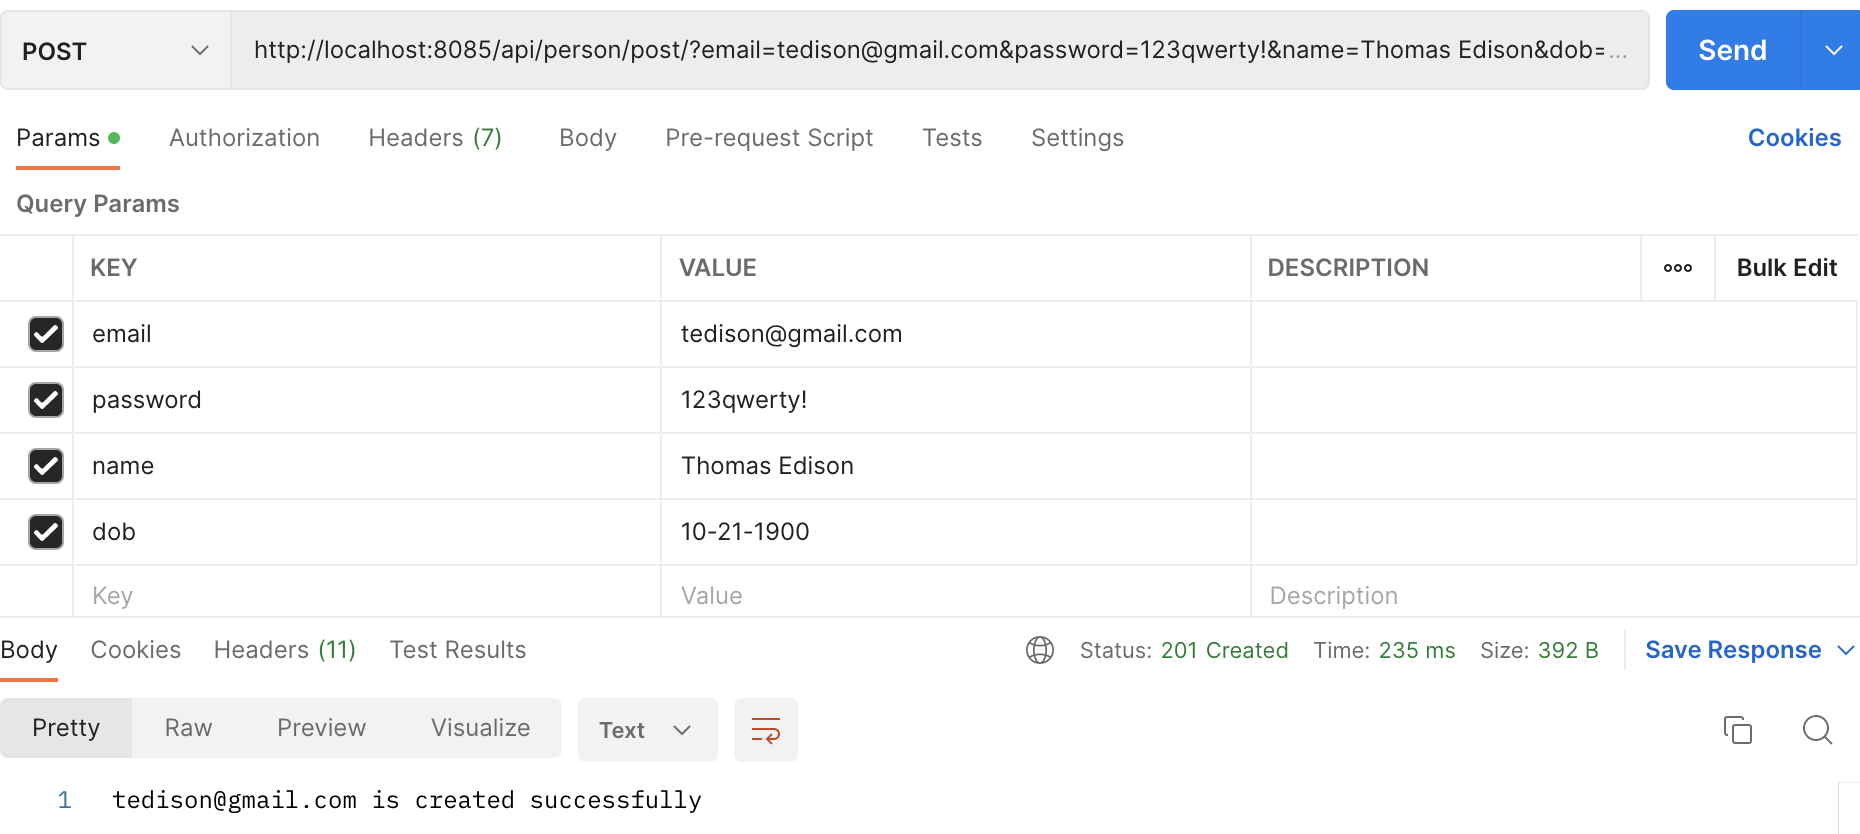 POST http://localhost:8085/api/person/post/?email=tedison@gmail.com&password=123qwerty!&name=Thomas Edison&dob=... Send
Params Authorization Headers (7) Body Pre-request Script Tests Settings Cookies
Query Params
KEY VALUE DESCRIPTION ooo Bulk Edit
email tedison@gmail.com
password 123qwerty!
name Thomas Edison
dob 10-21-1900
Key Value Description
Body Cookies Headers (11) Test Results Status: 201 Created Time: 235 ms Size: 392 B Save Response
Pretty Raw Preview Visualize Text
1 tedison@gmail.com is created successfully